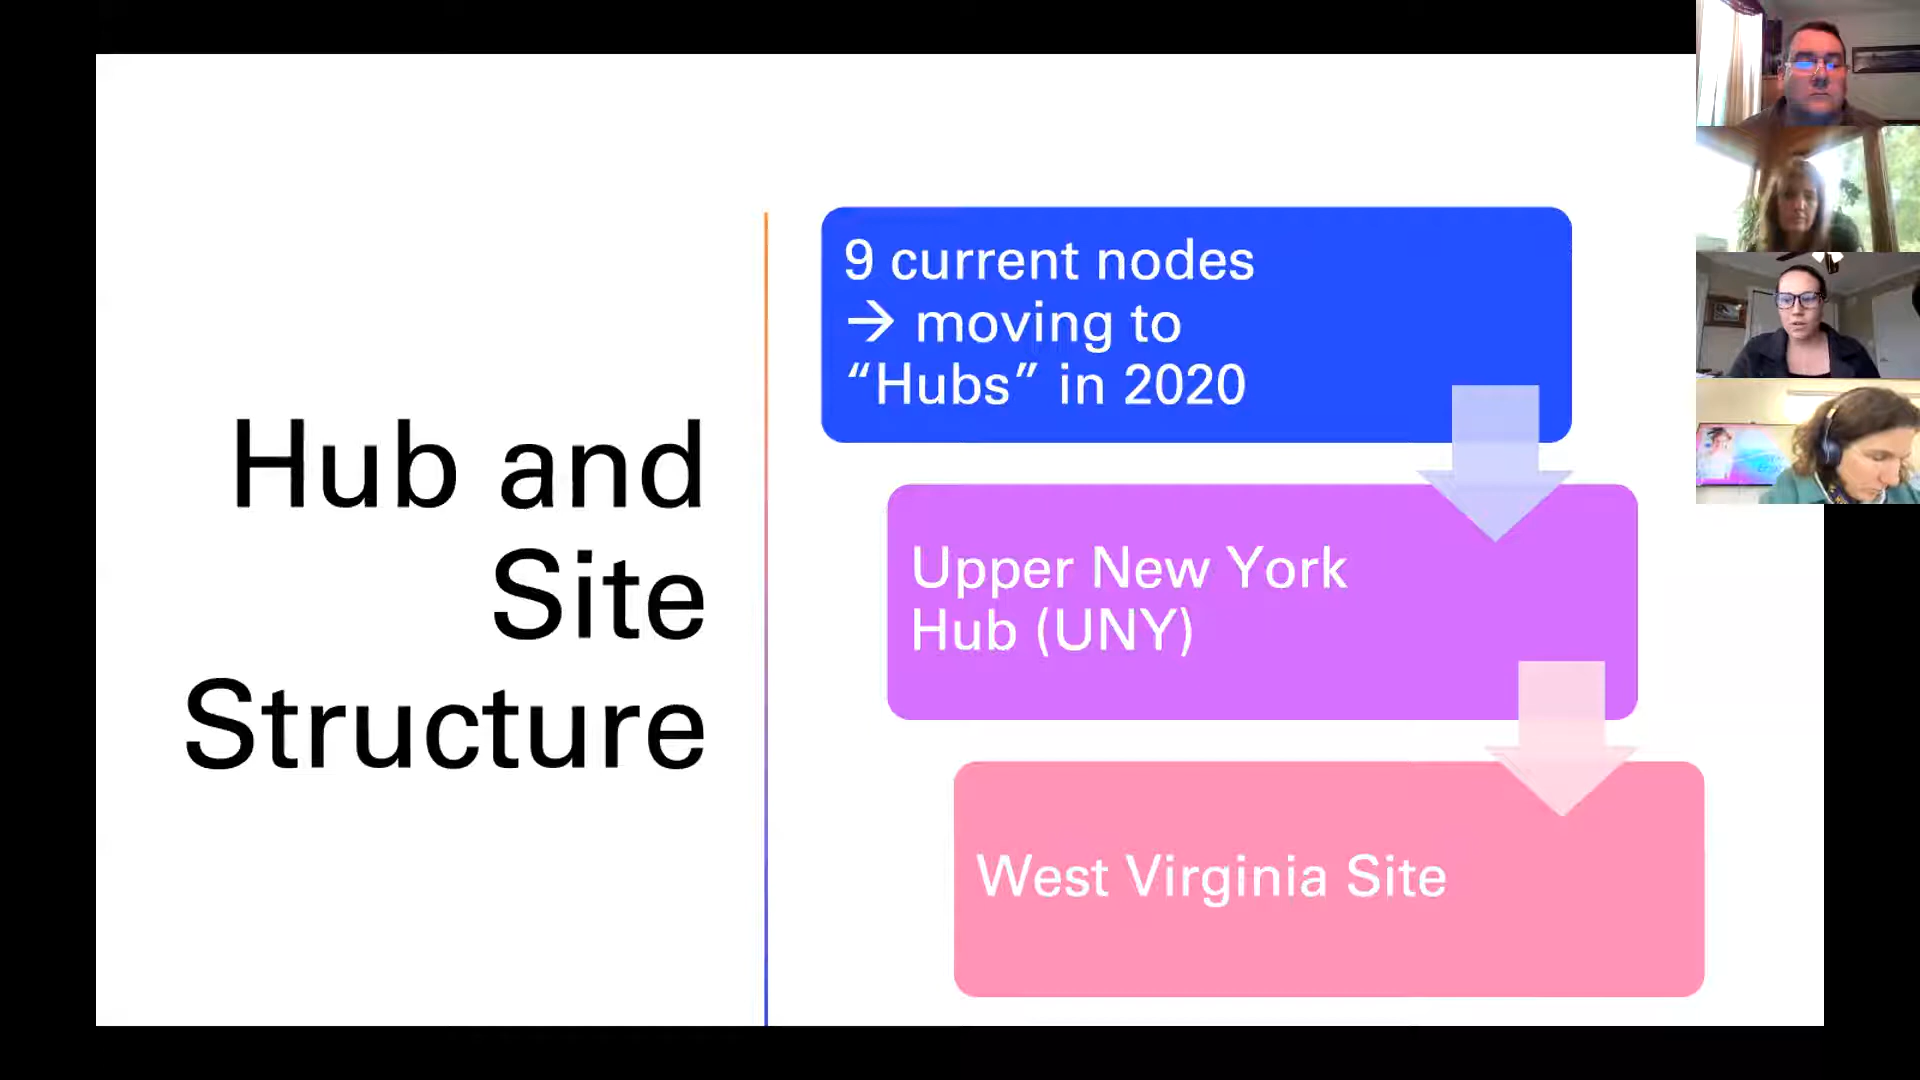 Hub and
Site
Structure
9 current nodes
→ moving to
“Hubs” in 2020
Upper New York
Hub (UNY)
West Virginia Site